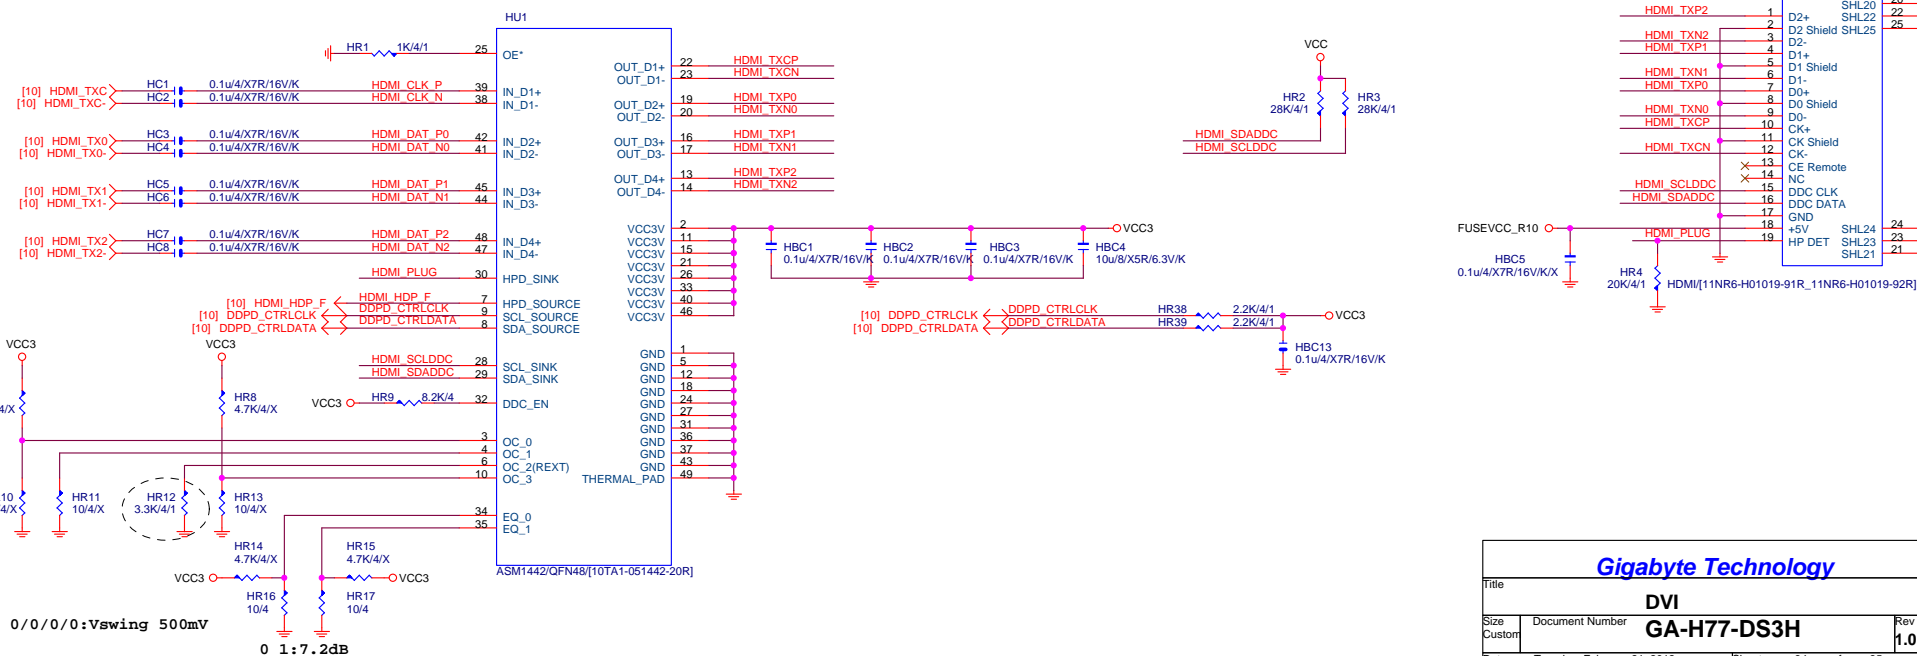 HU1
HR1 1K/4/1 25 OE*
[10] HDMI_TXC HC1 0.1u/4/X7R/16V/K HDMI_CLK_P 39 IN_D1+
[10] HDMI_TXC- HC2 0.1u/4/X7R/16V/K HDMI_CLK_N 38 IN_D1-
[10] HDMI_TX0 HC3 0.1u/4/X7R/16V/K HDMI_DAT_P0 42 IN_D2+
[10] HDMI_TX0- HC4 0.1u/4/X7R/16V/K HDMI_DAT_N0 41 IN_D2-
[10] HDMI_TX1 HC5 0.1u/4/X7R/16V/K HDMI_DAT_P1 45 IN_D3+
[10] HDMI_TX1- HC6 0.1u/4/X7R/16V/K HDMI_DAT_N1 44 IN_D3-
[10] HDMI_TX2 HC7 0.1u/4/X7R/16V/K HDMI_DAT_P2 48 IN_D4+
[10] HDMI_TX2- HC8 0.1u/4/X7R/16V/K HDMI_DAT_N2 47 IN_D4-
HDMI_PLUG 30 HPD_SINK
[10] HDMI_HDP_F HDMI_HDP_F 7 HPD_SOURCE
[10] DDPD_CTRLCLK DDPD_CTRLCLK 9 SCL_SOURCE
[10] DDPD_CTRLDATA DDPD_CTRLDATA 8 SDA_SOURCE
HDMI_SCLDDC 28 SCL_SINK
HDMI_SDADDC 29 SDA_SINK
VCC3 HR9 8.2K/4 32 DDC_EN
3 OC_0
4 OC_1
6 OC_2(REXT)
10 OC_3
34 EQ_0
35 EQ_1
VCC3
4/X
10
4/X
VCC3
HR8
4.7K/4/X
HR11
10/4/X
HR12
3.3K/4/1
HR13
10/4/X
HR14
4.7K/4/X
VCC3
HR15
4.7K/4/X
VCC3
HR16
10/4
HR17
10/4
0/0/0/0:Vswing 500mV
0 1:7.2dB
OUT_D1+ 22 HDMI_TXCP
OUT_D1- 23 HDMI_TXCN
OUT_D2+ 19 HDMI_TXP0
OUT_D2- 20 HDMI_TXN0
OUT_D3+ 16 HDMI_TXP1
OUT_D3- 17 HDMI_TXN1
OUT_D4+ 13 HDMI_TXP2
OUT_D4- 14 HDMI_TXN2
VCC3V 2
VCC3V 11
VCC3V 15
VCC3V 21
VCC3V 26
VCC3V 33
VCC3V 40
VCC3V 46
GND 1
GND 5
GND 12
GND 18
GND 24
GND 27
GND 31
GND 36
GND 37
GND 43
THERMAL_PAD 49
ASM1442/QFN48/[10TA1-051442-20R]
VCC3
HBC1
0.1u/4/X7R/16V/K
HBC2
0.1u/4/X7R/16V/K
HBC3
0.1u/4/X7R/16V/K
HBC4
10u/8/X5R/6.3V/K
[10] DDPD_CTRLCLK DDPD_CTRLCLK HR38 2.2K/4/1 VCC3
[10] DDPD_CTRLDATA DDPD_CTRLDATA HR39 2.2K/4/1
HBC13
0.1u/4/X7R/16V/K
VCC
HR2
28K/4/1
HR3
28K/4/1
HDMI_SDADDC
HDMI_SCLDDC
HDMI_TXP2 1 D2+
2 D2 Shield
HDMI_TXN2 3 D2-
HDMI_TXP1 4 D1+
5 D1 Shield
HDMI_TXN1 6 D1-
HDMI_TXP0 7 D0+
8 D0 Shield
HDMI_TXN0 9 D0-
HDMI_TXCP 10 CK+
11 CK Shield
HDMI_TXCN 12 CK-
13 CE Remote
14 NC
HDMI_SCLDDC 15 DDC CLK
HDMI_SDADDC 16 DDC DATA
17 GND
FUSEVCC_R10 18 +5V
HDMI_PLUG 19 HP DET
SHL20 20
SHL22 22
SHL25 25
SHL24 24
SHL23 23
SHL21 21
HBC5
0.1u/4/X7R/16V/K/X
HR4
20K/4/1
HDMI/[11NR6-H01019-91R_11NR6-H01019-92R]
Gigabyte Technology
Title
DVI
Size
Custom
Document Number
GA-H77-DS3H
Rev
1.0